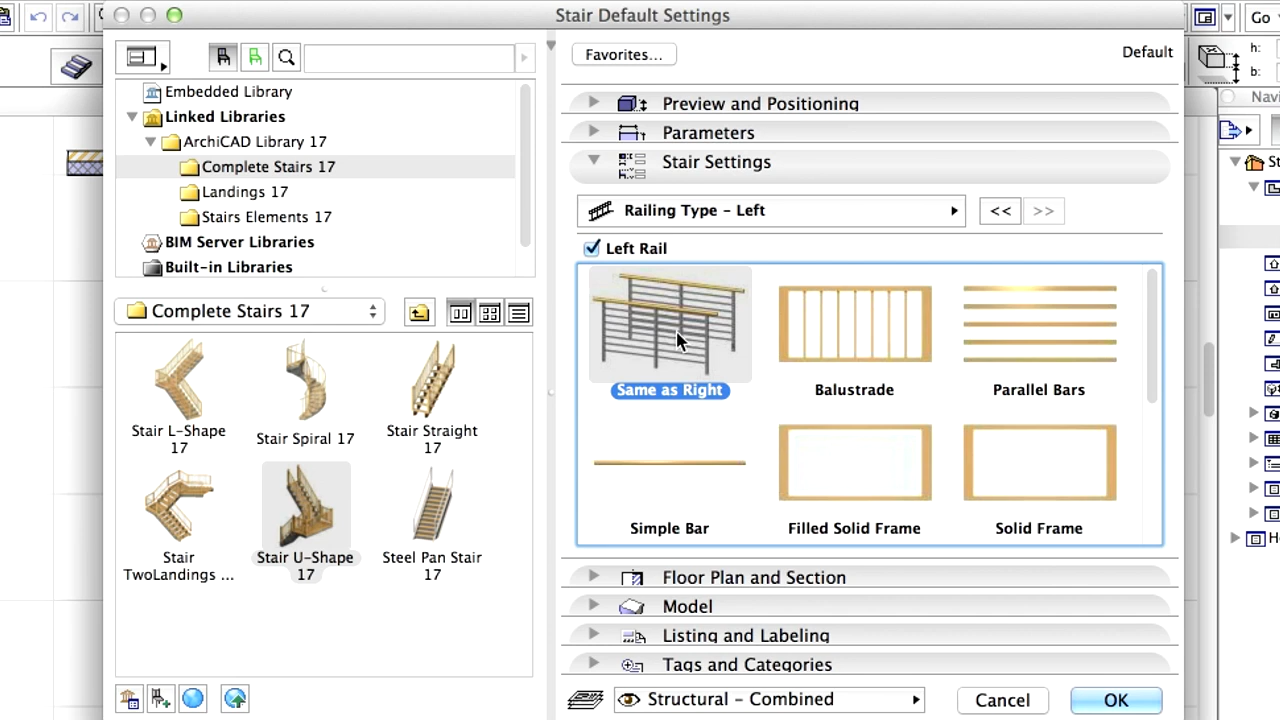 Stair Default Settings
Go
Favorites...
Default
h:
b:
Embedded Library
Linked Libraries
ArchiCAD Library 17
Complete Stairs 17
Landings 17
Stairs Elements 17
BIM Server Libraries
Built-in Libraries
Preview and Positioning
Parameters
Stair Settings
Railing Type – Left
<<
>>
Left Rail
Same as Right
Balustrade
Parallel Bars
Simple Bar
Filled Solid Frame
Solid Frame
Complete Stairs 17
Stair L-Shape
17
Stair Spiral 17
Stair Straight
17
Stair
TwoLandings ...
Stair U-Shape
17
Steel Pan Stair
17
Floor Plan and Section
Model
Listing and Labeling
Tags and Categories
Structural – Combined
Cancel
OK
Navi
St
H